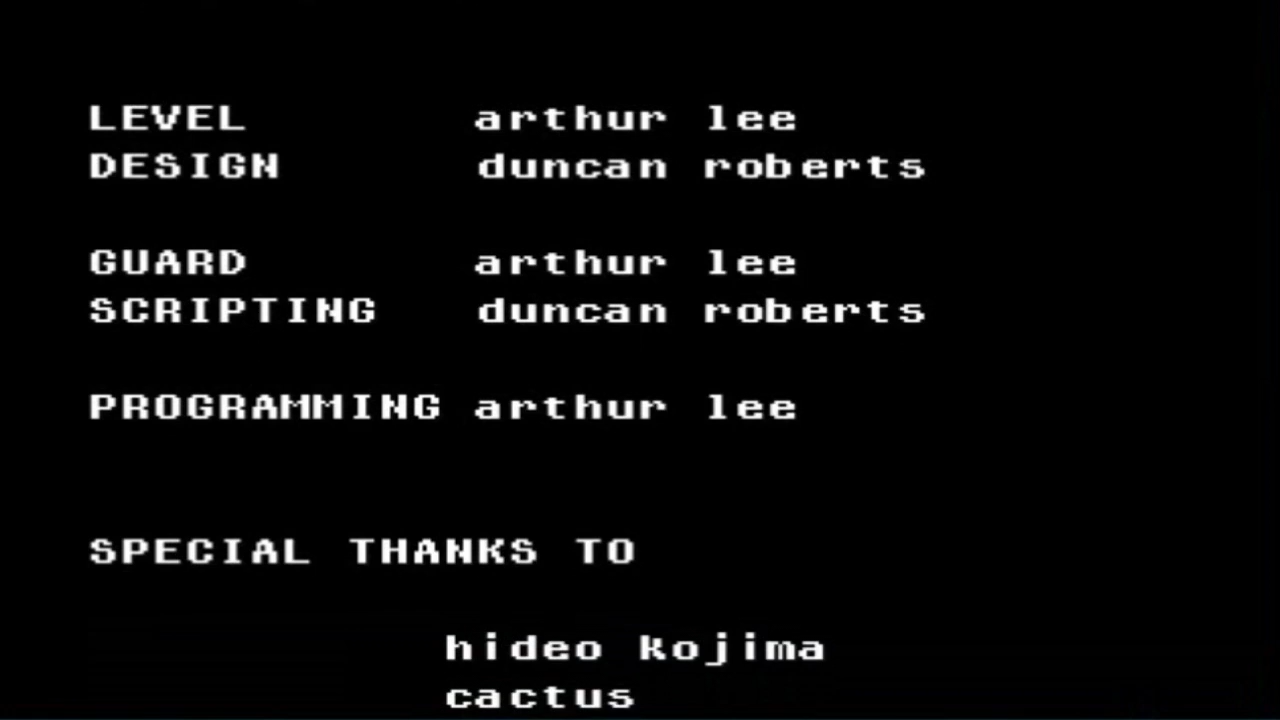 LEVEL arthur lee
DESIGN duncan roberts
GUARD arthur lee
SCRIPTING duncan roberts
PROGRAMMING arthur lee
SPECIAL THANKS TO
hideo kojima
cactus